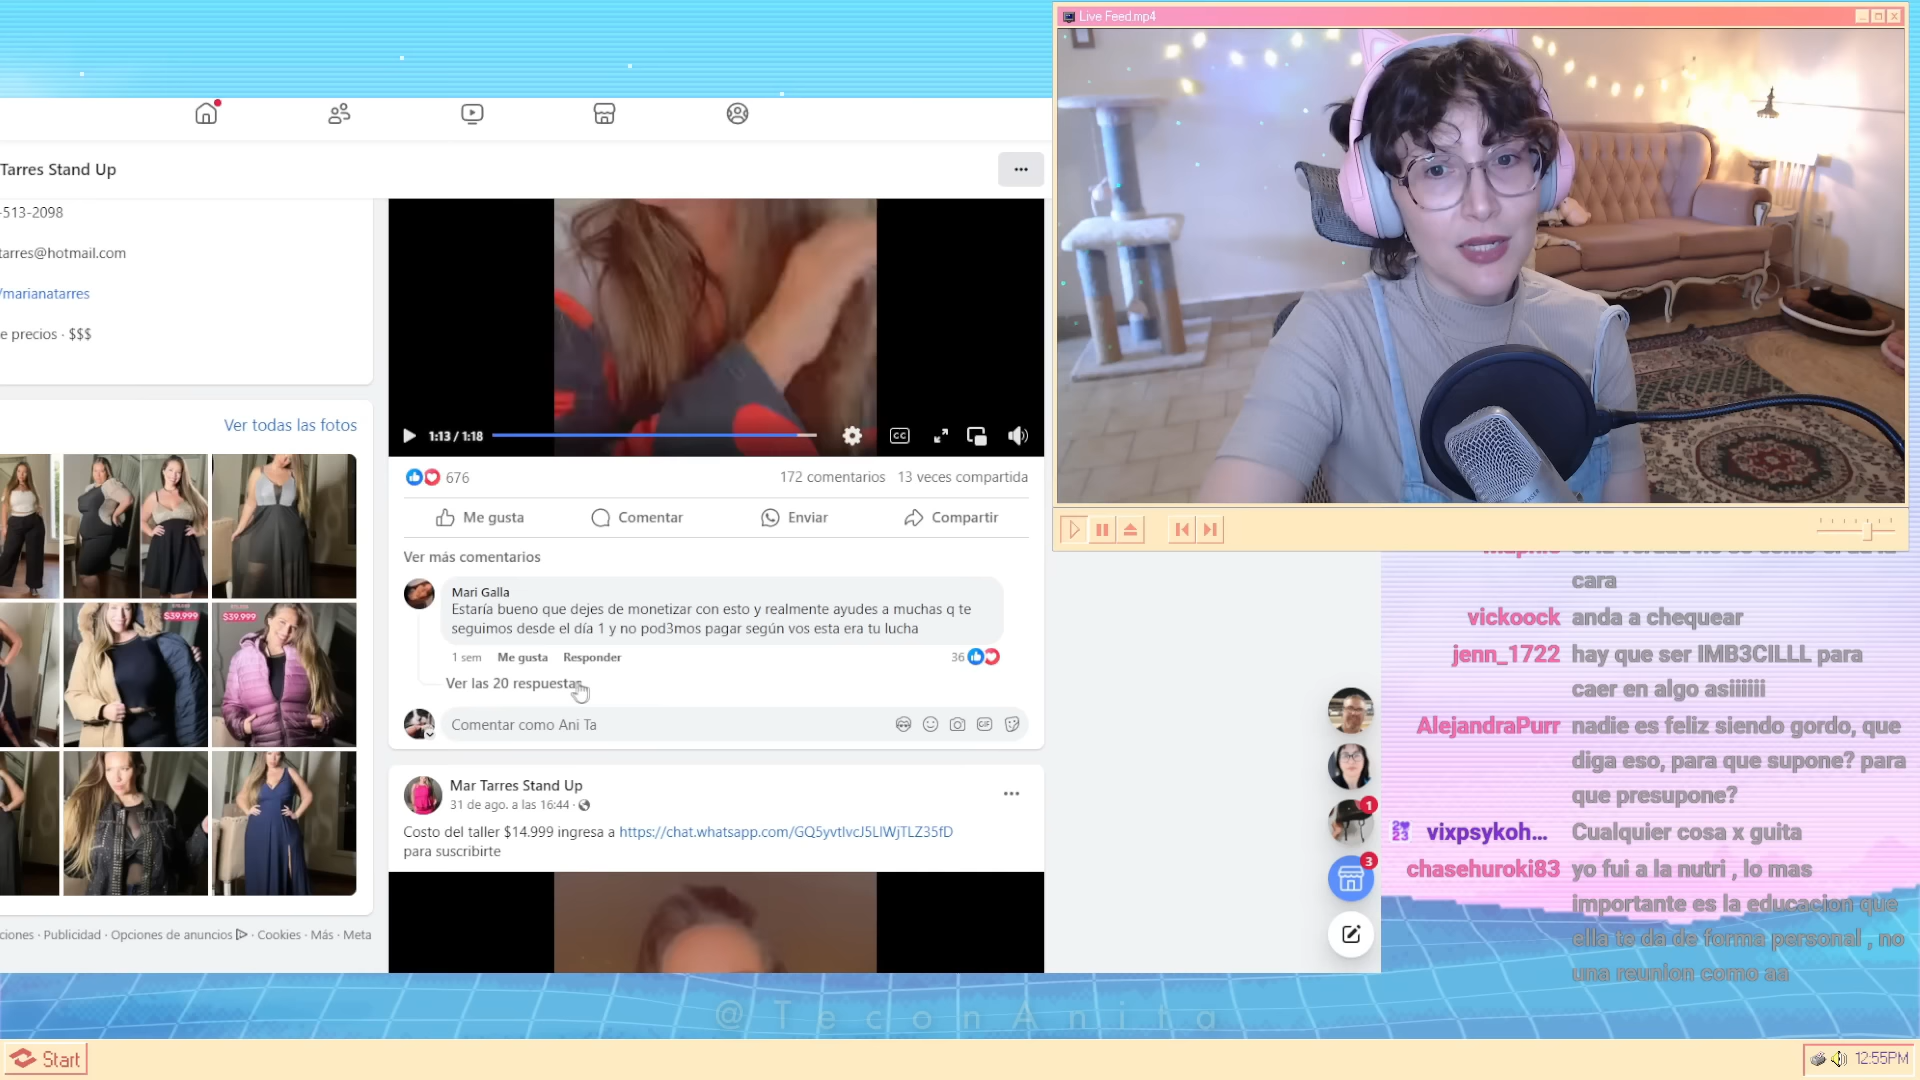 Live Feed.mp4
Tarres Stand Up
-513-2098
tarres@hotmail.com
/marianatarres
e precios · $$$
Ver todas las fotos
$39.999
$39.999
1:13 / 1:18
CC
676
172 comentarios
13 veces compartida
Me gusta
Comentar
Enviar
Compartir
Ver más comentarios
Mari Galla
Estaría bueno que dejes de monetizar con esto y realmente ayudes a muchas q te
seguimos desde el día 1 y no pod3mos pagar según vos esta era tu lucha
1 sem
Me gusta
Responder
36
Ver las 20 respuestas
Comentar como Ani Ta
GIF
Mar Tarres Stand Up
31 de ago. a las 16:44 ·
Costo del taller $14.999 ingresa a https://chat.whatsapp.com/GQ5yvtIvcJ5LIWjTLZ35fD
para suscribirte
ciones · Publicidad · Opciones de anuncios · Cookies · Más · Meta
1
3
cara
vickoock anda a chequear
jenn_1722 hay que ser IMB3CILLL para
caer en algo asiiiiii
AlejandraPurr nadie es feliz siendo gordo, que
diga eso, para que supone? para
que presupone?
vixpsykoh... Cualquier cosa x guita
chasehuroki83 yo fui a la nutri , lo mas
importante es la educacion que
ella te da de forma personal , no
una reunion como aa
@TeconAnita
Start
12:55PM